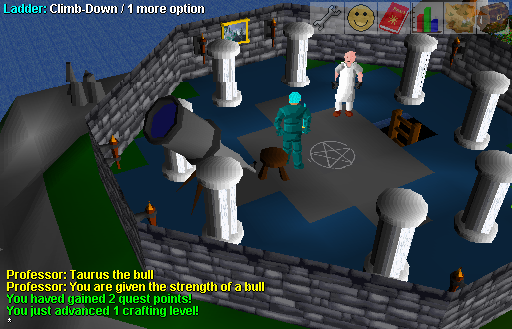 Ladder: Climb-Down / 1 more option
Professor: Taurus the bull
Professor: You are given the strength of a bull
You haved gained 2 quest points!
You just advanced 1 crafting level!
*